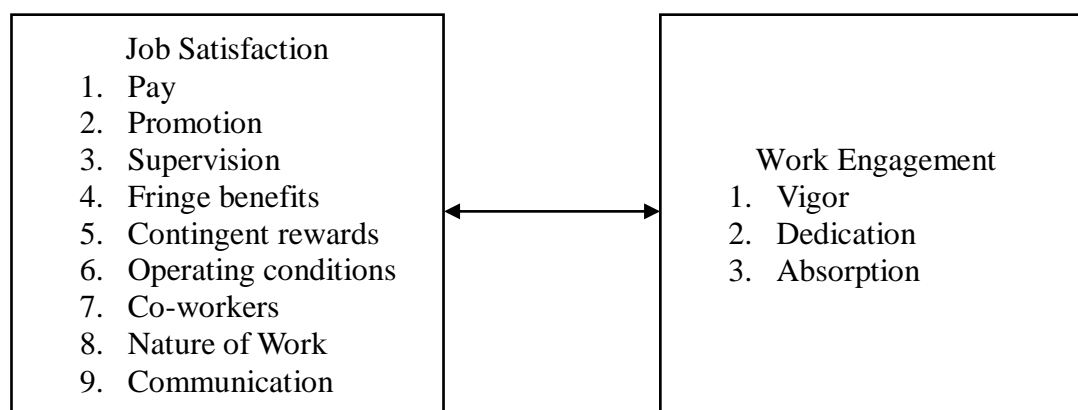 Job Satisfaction
1. Pay
2. Promotion
3. Supervision
4. Fringe benefits
5. Contingent rewards
6. Operating conditions
7. Co-workers
8. Nature of Work
9. Communication
Work Engagement
1. Vigor
2. Dedication
3. Absorption